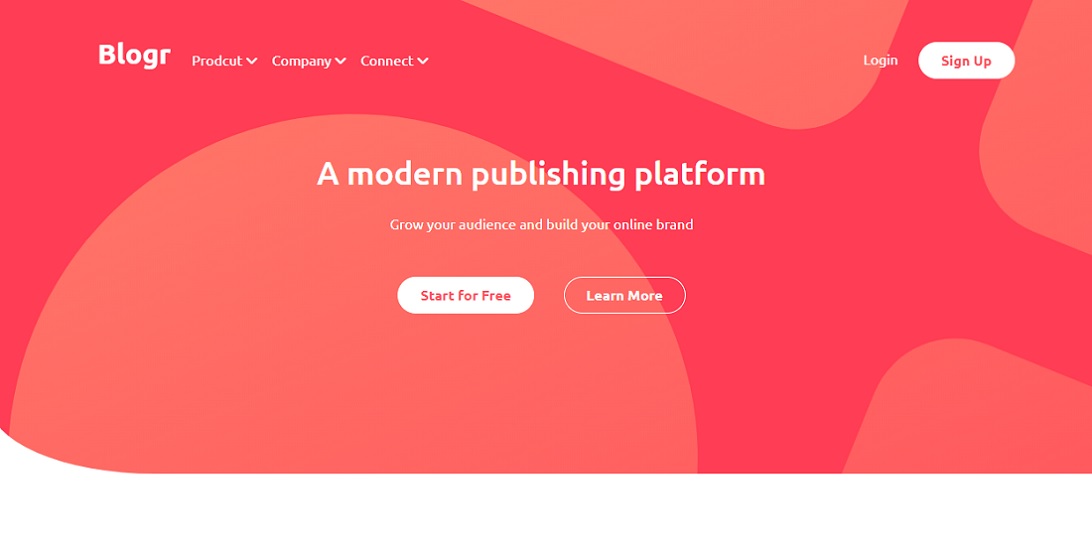 Blogr Prodcut Company Connect Login Sign Up
A modern publishing platform
Grow your audience and build your online brand
Start for Free Learn More